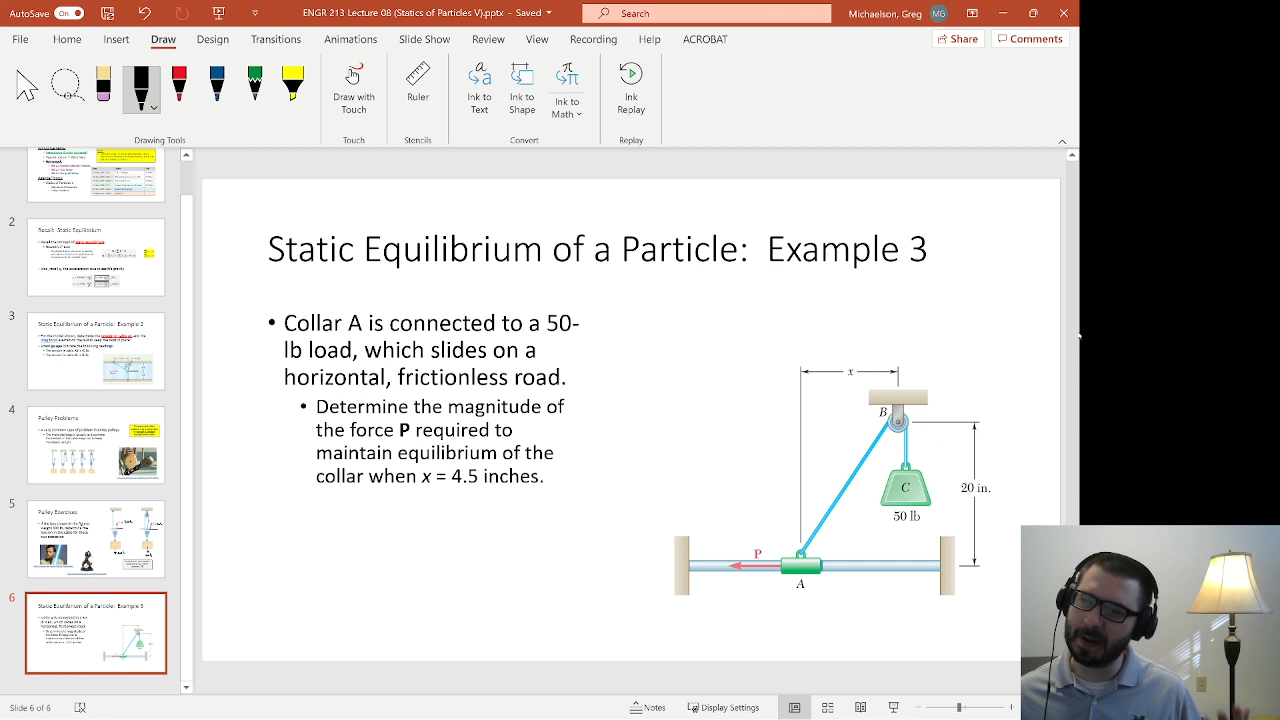 AutoSave On ENGR 213 Lecture 08 (Statics of Particles V).pptx - Saved Search Michaelson, Greg MG
File Home Insert Draw Design Transitions Animations Slide Show Review View Recording Help ACROBAT Share Comments
Draw with Touch
Ruler
Ink to Text
Ink to Shape
Ink to Math
Ink Replay
Drawing Tools Touch Stencils Convert Replay
2
Recall: Static Equilibrium
3
Static Equilibrium of a Particle: Example 2
4
Pulley Problems
5
Pulley Exercises
6
Static Equilibrium of a Particle: Example 3
Static Equilibrium of a Particle: Example 3
• Collar A is connected to a 50-
lb load, which slides on a
horizontal, frictionless road.
• Determine the magnitude of
the force P required to
maintain equilibrium of the
collar when x = 4.5 inches.
x
B
C
20 in.
50 lb
P
A
Slide 6 of 6 Notes Display Settings